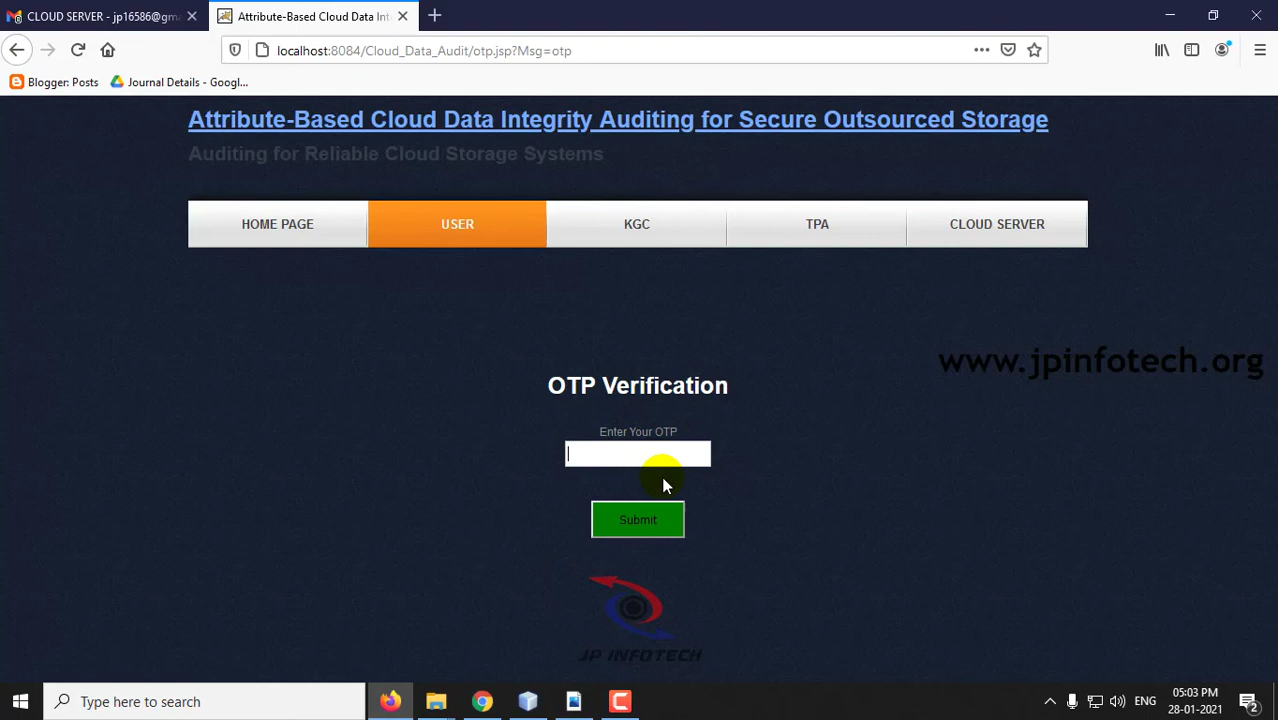 CLOUD SERVER - jp16586@gma
Attribute-Based Cloud Data Int
localhost:8084/Cloud_Data_Audit/otp.jsp?Msg=otp
Blogger: Posts
Journal Details - Googl...
Attribute-Based Cloud Data Integrity Auditing for Secure Outsourced Storage
Auditing for Reliable Cloud Storage Systems
HOME PAGE
USER
KGC
TPA
CLOUD SERVER
www.jpinfotech.org
OTP Verification
Enter Your OTP
Submit
JP INFOTECH
Type here to search
ENG
05:03 PM
28-01-2021
2